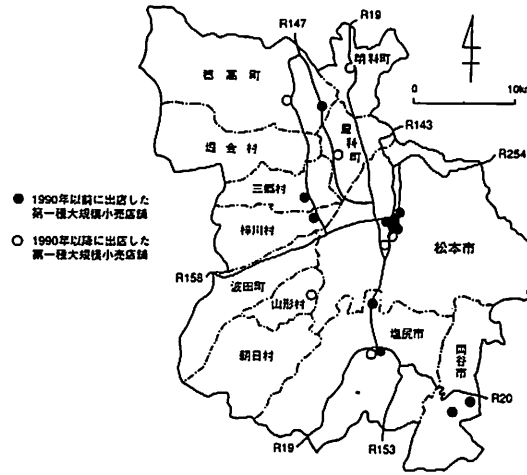 R19
R147
明科町
穂高町
0
10km
R143
豊科町
堀金村
R254
三郷村
● 1990年以前に出店した
第一種大規模小売店舗
○ 1990年以降に出店した
第一種大規模小売店舗
梓川村
松本市
R158
波田町
山形村
塩尻市
朝日村
岡谷市
R20
R19
R153